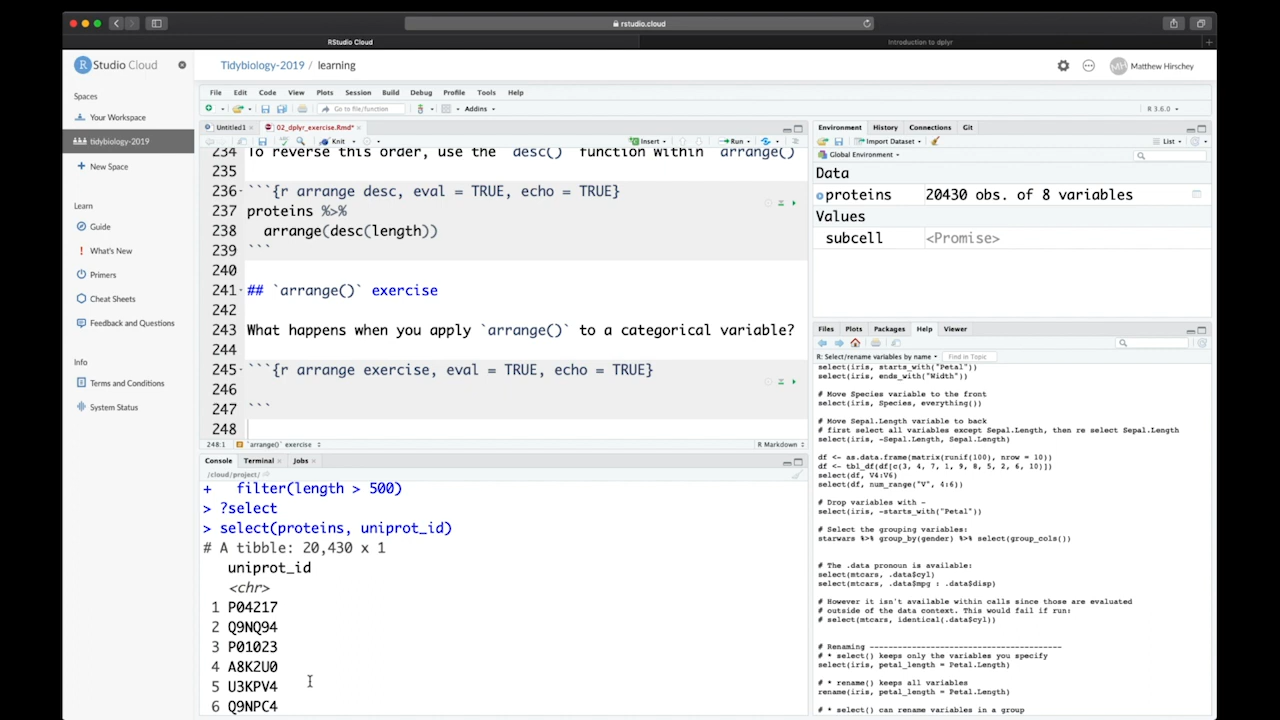 rstudio.cloud
RStudio Cloud
Introduction to dplyr
R Studio Cloud
Tidybiology-2019 / learning
MH Matthew Hirschey
Spaces
Your Workspace
tidybiology-2019
New Space
Learn
Guide
What's New
Primers
Cheat Sheets
Feedback and Questions
Info
Terms and Conditions
System Status
File Edit Code View Plots Session Build Debug Profile Tools Help
Go to file/function Addins R 3.6.0
Untitled1 02_dplyr_exercise.Rmd*
Knit Insert Run
234 To reverse this order, use the `desc()` function within `arrange()`
235
236 ```{r arrange desc, eval = TRUE, echo = TRUE}
237 proteins %>%
238 arrange(desc(length))
239 ```
240
241 ## `arrange()` exercise
242
243 What happens when you apply `arrange()` to a categorical variable?
244
245 ```{r arrange exercise, eval = TRUE, echo = TRUE}
246
247 ```
248
248:1 `arrange()` exercise R Markdown
Console Terminal Jobs
/cloud/project/
+ filter(length > 500)
> ?select
> select(proteins, uniprot_id)
# A tibble: 20,430 x 1
uniprot_id
<chr>
1 P04217
2 Q9NQ94
3 P01023
4 A8K2U0
5 U3KPV4
6 Q9NPC4
Environment History Connections Git
Import Dataset List
Global Environment
Data
proteins 20430 obs. of 8 variables
Values
subcell <Promise>
Files Plots Packages Help Viewer
R: Select/rename variables by name Find in Topic
select(iris, starts_with("Petal"))
select(iris, ends_with("Width"))
# Move Species variable to the front
select(iris, Species, everything())
# Move Sepal.Length variable to back
# first select all variables except Sepal.Length, then re select Sepal.Length
select(iris, -Sepal.Length, Sepal.Length)
df <- as.data.frame(matrix(runif(100), nrow = 10))
df <- tbl_df(df[c(3, 4, 7, 1, 9, 8, 5, 2, 6, 10)])
select(df, V4:V6)
select(df, num_range("V", 4:6))
# Drop variables with -
select(iris, -starts_with("Petal"))
# Select the grouping variables:
starwars %>% group_by(gender) %>% select(group_cols())
# The .data pronoun is available:
select(mtcars, .data$cyl)
select(mtcars, .data$mpg : .data$disp)
# However it isn't available within calls since those are evaluated
# outside of the data context. This would fail if run:
# select(mtcars, identical(.data$cyl))
# Renaming -----------------------------------------
# * select() keeps only the variables you specify
select(iris, petal_length = Petal.Length)
# * rename() keeps all variables
rename(iris, petal_length = Petal.Length)
# * select() can rename variables in a group